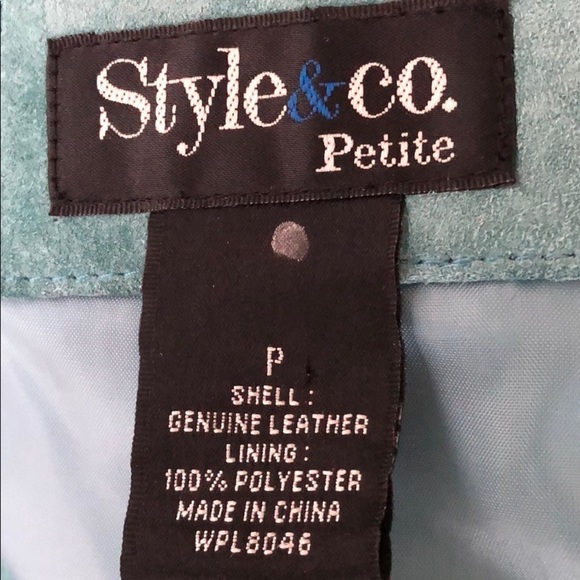 Style&co.
Petite
P
SHELL:
GENUINE LEATHER
LINING:
100% POLYESTER
MADE IN CHINA
WPL8046